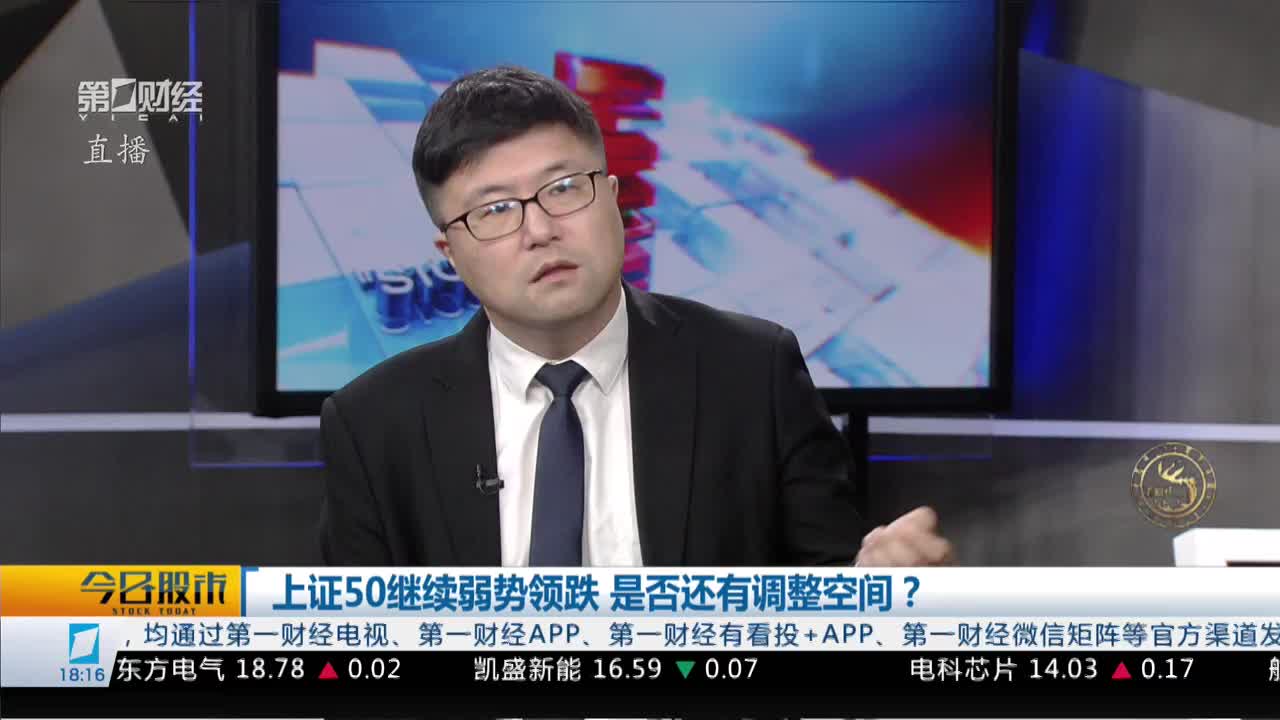 第一财经
YICAI
直播
"STO
今日股市
STOCK TODAY
上证50继续弱势领跌 是否还有调整空间？
，均通过第一财经电视、第一财经APP、第一财经有看投+APP、第一财经微信矩阵等官方渠道发
18:16
东方电气 18.78 ▲ 0.02 凯盛新能 16.59 ▼ 0.07 电科芯片 14.03 ▲ 0.17